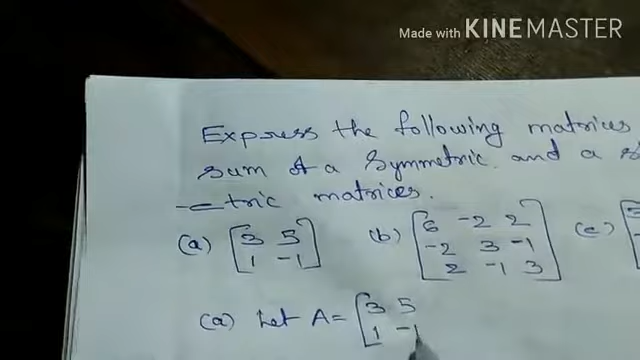 Made with KINEMASTER
Express the following matrices
sum of a Symmetric and a
-etric matrices.
(a) [3 5 (b) [6 -2 2 (c) [
1 -1] -2 3 -1
2 -1 3]
(a) Let A = [3 5
1 -1